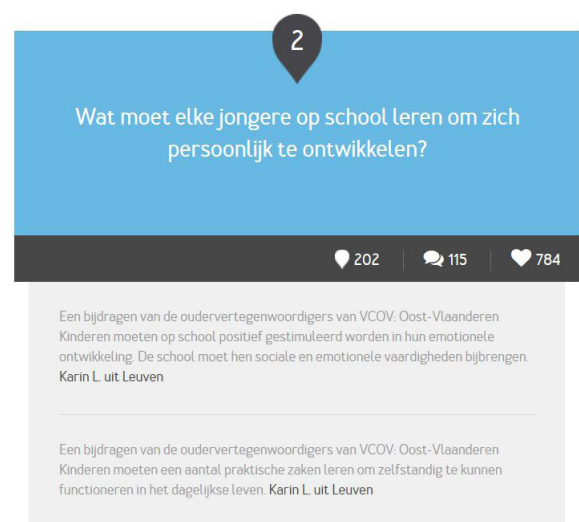 2
Wat moet elke jongere op school leren om zich
persoonlijk te ontwikkelen?
202
115
784
Een bijdragen van de oudervertegenwoordigers van VCOV: Oost-Vlaanderen
Kinderen moeten op school positief gestimuleerd worden in hun emotionele
ontwikkeling. De school moet hen sociale en emotionele vaardigheden bijbrengen.
Karin L. uit Leuven
Een bijdragen van de oudervertegenwoordigers van VCOV: Oost-Vlaanderen
Kinderen moeten een aantal praktische zaken leren om zelfstandig te kunnen
functioneren in het dagelijkse leven. Karin L. uit Leuven